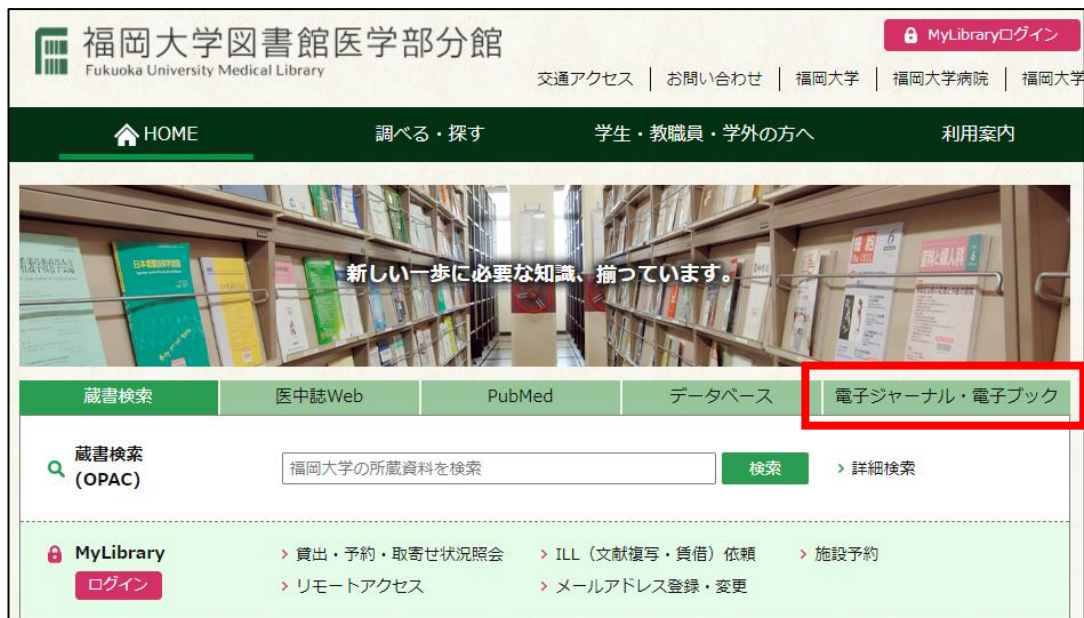 福岡大学図書館医学部分館
Fukuoka University Medical Library
MyLibraryログイン
交通アクセス | お問い合わせ | 福岡大学 | 福岡大学病院 | 福岡大学
HOME 調べる・探す 学生・教職員・学外の方へ 利用案内
新しい一歩に必要な知識、揃っています。
蔵書検索 医中誌Web PubMed データベース 電子ジャーナル・電子ブック
蔵書検索
(OPAC)
福岡大学の所蔵資料を検索 検索 > 詳細検索
MyLibrary
ログイン
> 貸出・予約・取寄せ状況照会 > ILL（文献複写・貸借）依頼 > 施設予約
> リモートアクセス > メールアドレス登録・変更